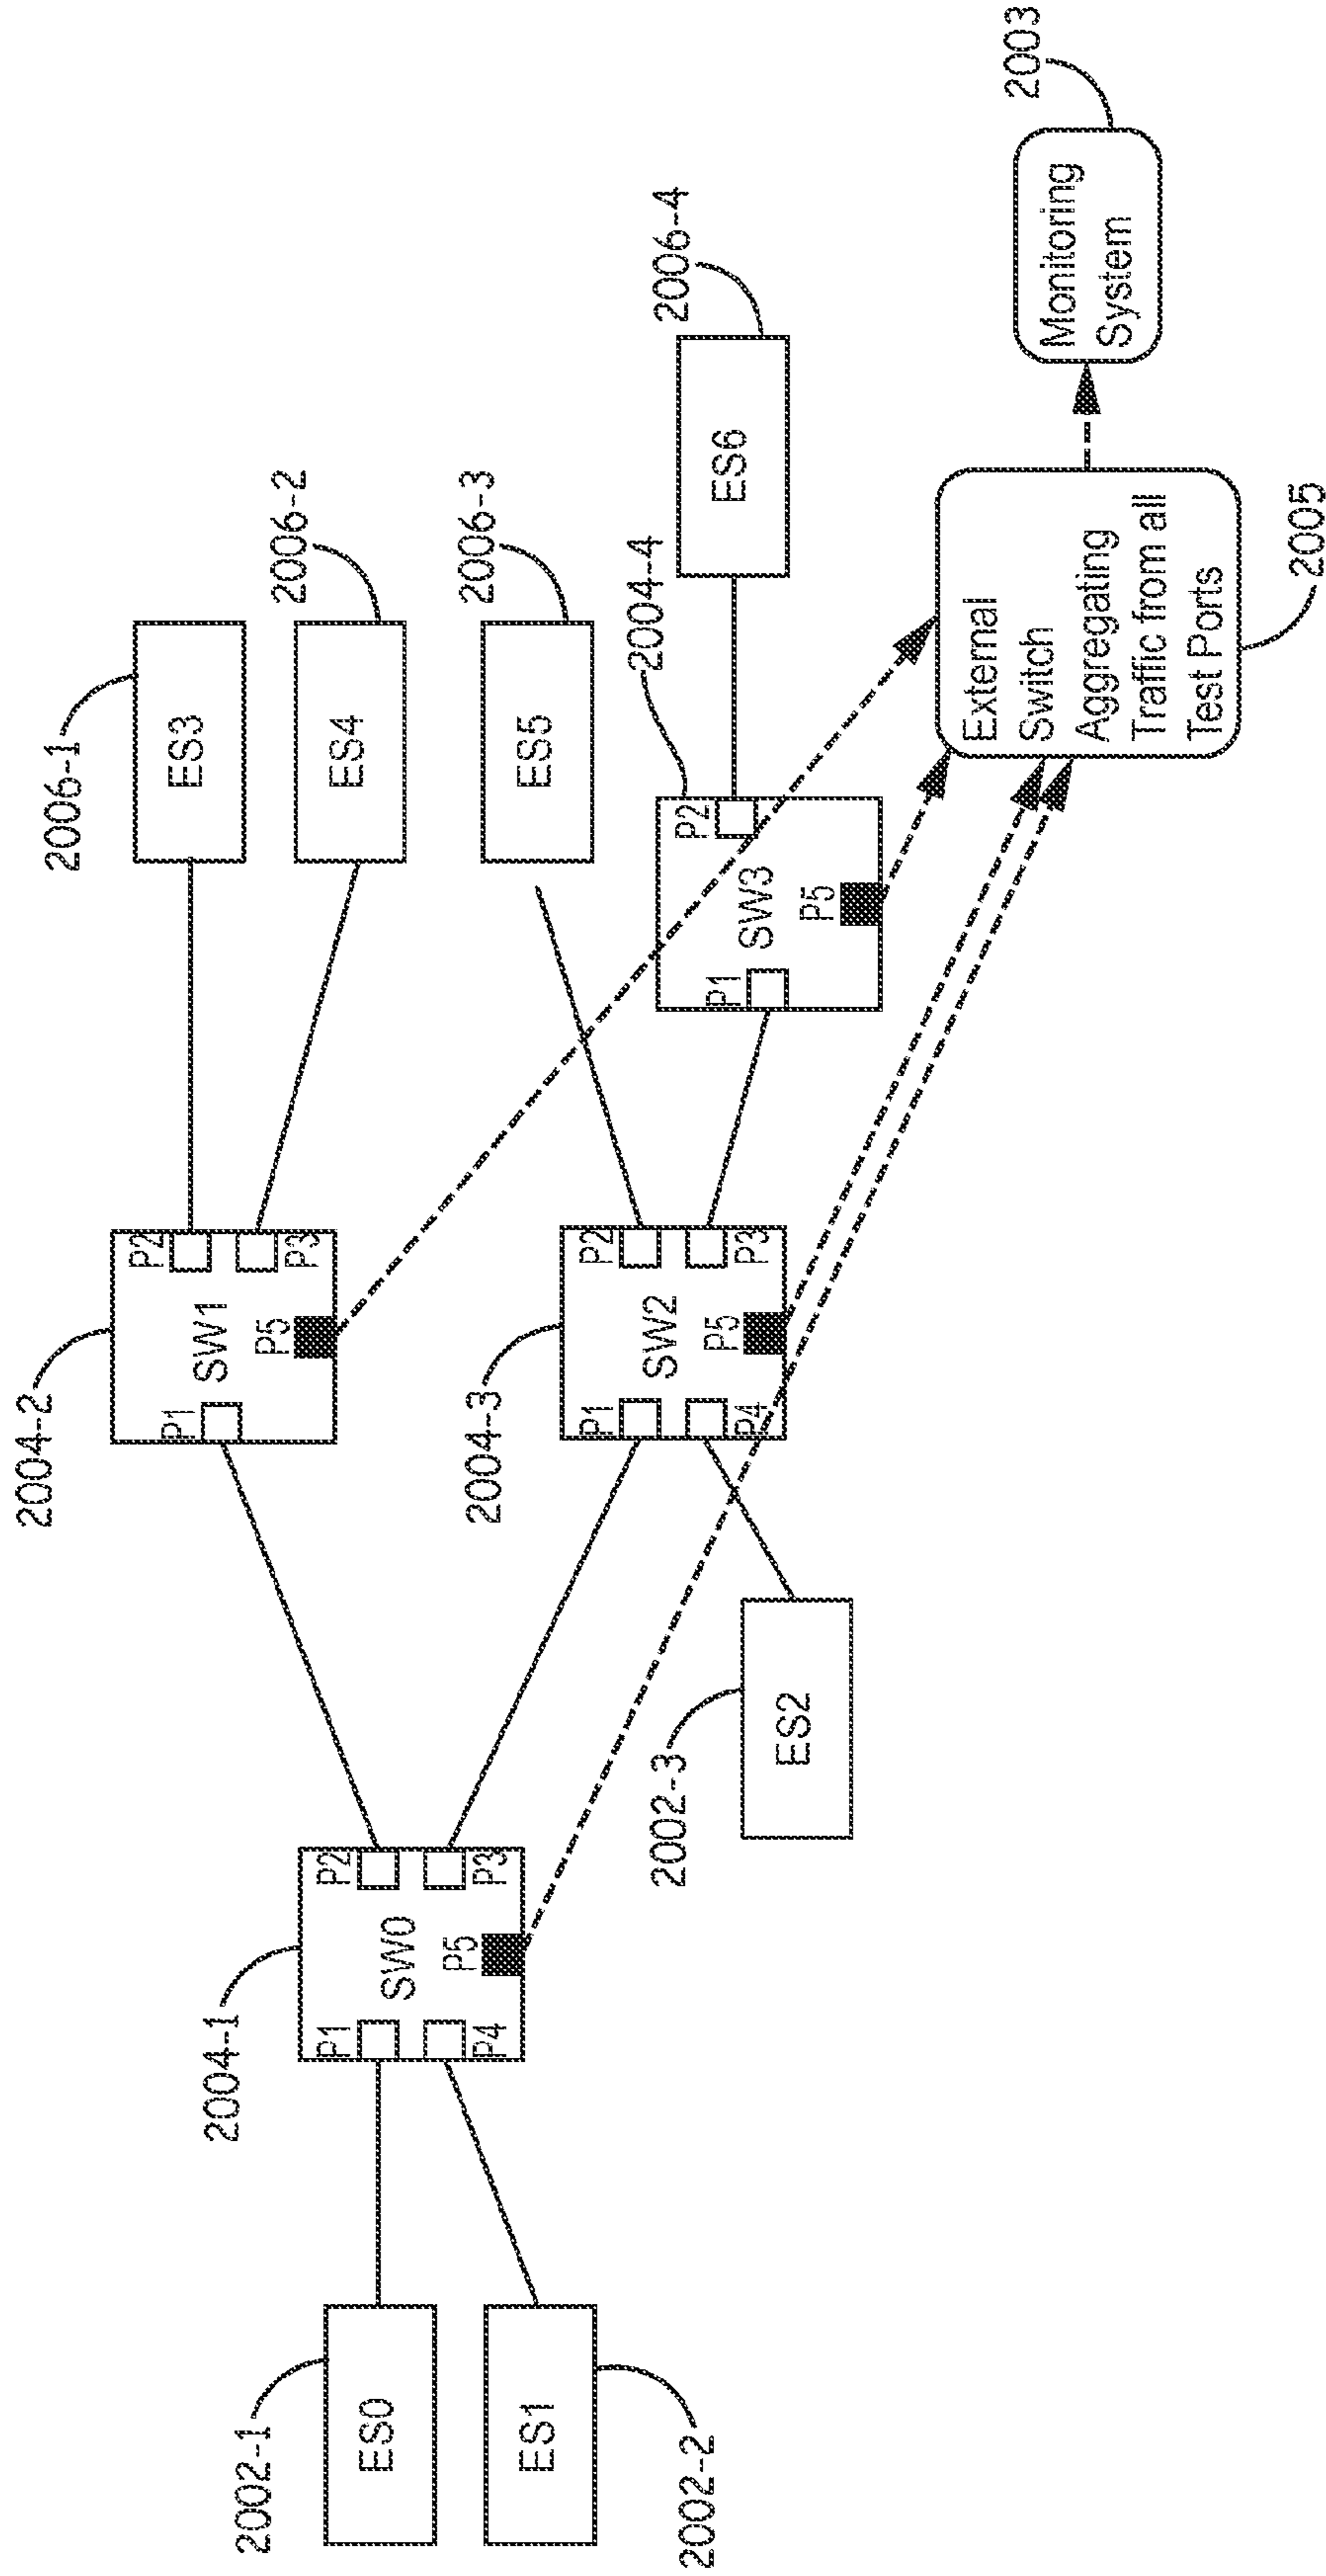 2002-1
ES0
ES1
2002-2
2004-1
P1
P2
SW0
P5
P4
P3
2004-2
P1
P2
SW1
P5
P3
2006-1
ES3
2006-2
ES4
2004-3
P1
P2
SW2
P5
P4
P3
2006-3
ES5
2002-3
ES2
2004-4
P1
P2
SW3
P5
2006-4
ES6
External
Switch
Aggregating
Traffic from all
Test Ports
2005
2003
Monitoring
System